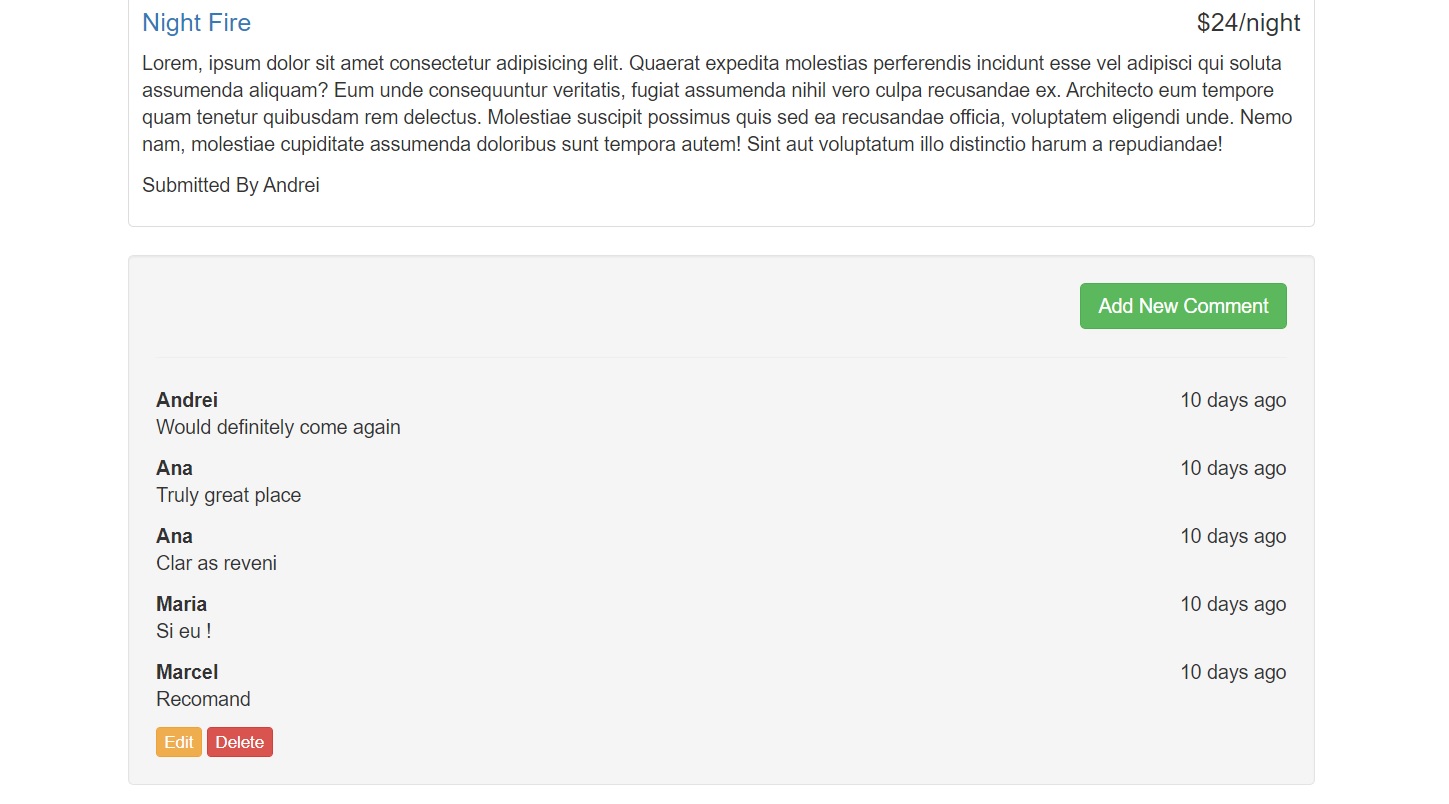 Night Fire
$24/night
Lorem, ipsum dolor sit amet consectetur adipisicing elit. Quaerat expedita molestias perferendis incidunt esse vel adipisci qui soluta
assumenda aliquam? Eum unde consequuntur veritatis, fugiat assumenda nihil vero culpa recusandae ex. Architecto eum tempore
quam tenetur quibusdam rem delectus. Molestiae suscipit possimus quis sed ea recusandae officia, voluptatem eligendi unde. Nemo
nam, molestiae cupiditate assumenda doloribus sunt tempora autem! Sint aut voluptatum illo distinctio harum a repudiandae!
Submitted By Andrei
Add New Comment
Andrei 10 days ago
Would definitely come again
Ana 10 days ago
Truly great place
Ana 10 days ago
Clar as reveni
Maria 10 days ago
Si eu !
Marcel 10 days ago
Recomand
Edit Delete